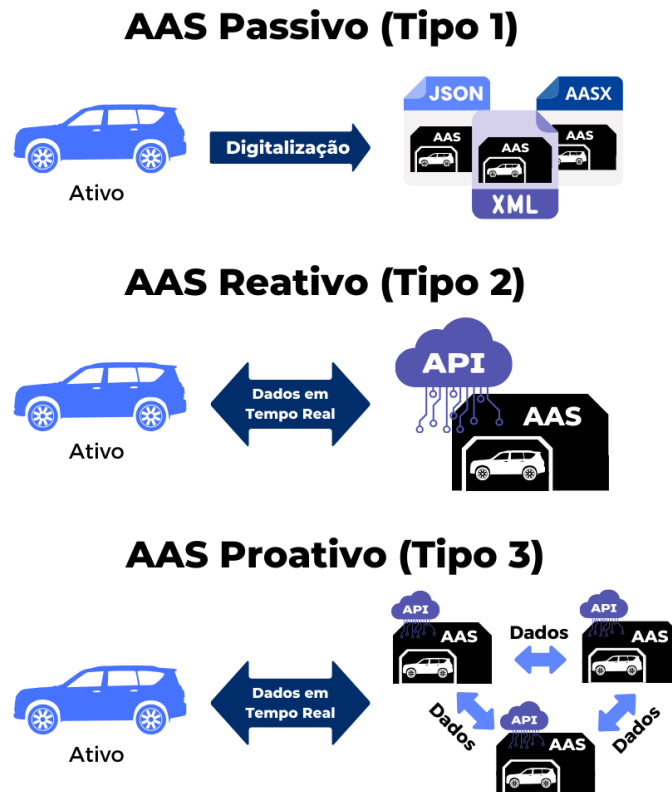 AAS Passivo (Tipo 1)
Ativo
Digitalização
JSON
AASX
AAS
AAS
AAS
XML
AAS Reativo (Tipo 2)
Ativo
Dados em
Tempo Real
API
AAS
AAS Proativo (Tipo 3)
Ativo
Dados em
Tempo Real
API
AAS
Dados
API
AAS
Dados
API
AAS
Dados